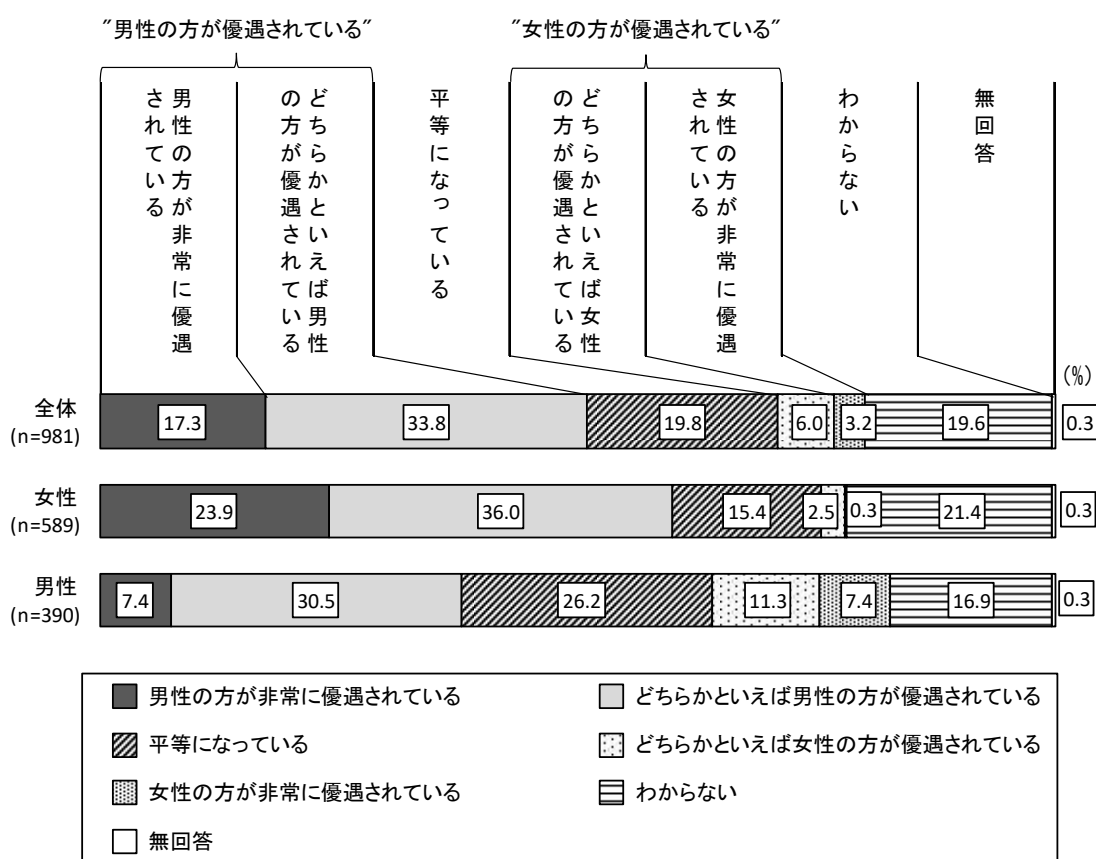 "男性の方が優遇されている"
"女性の方が優遇されている"
男性の方が非常に優遇
されている
どちらかといえば男性
の方が優遇されている
平等になっている
どちらかといえば女性
の方が優遇されている
女性の方が非常に優遇
されている
わからない
無回答
(%)
全体
(n=981)
17.3
33.8
19.8
6.0
3.2
19.6
0.3
女性
(n=589)
23.9
36.0
15.4
2.5
0.3
21.4
0.3
男性
(n=390)
7.4
30.5
26.2
11.3
7.4
16.9
0.3
男性の方が非常に優遇されている
どちらかといえば男性の方が優遇されている
平等になっている
どちらかといえば女性の方が優遇されている
女性の方が非常に優遇されている
わからない
無回答